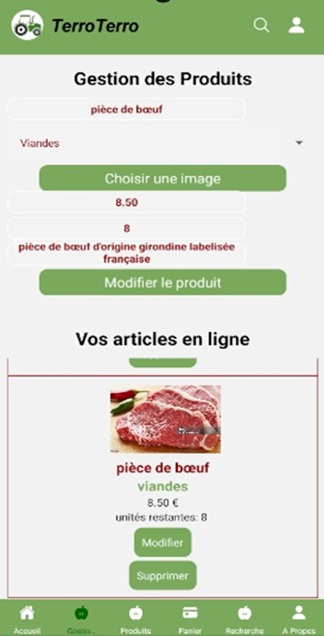 TerroTerro
Gestion des Produits
pièce de bœuf
Viandes
Choisir une image
8.50
8
pièce de bœuf d'origine girondine labelisée
française
Modifier le produit
Vos articles en ligne
pièce de bœuf
viandes
8.50 €
unités restantes: 8
Modifier
Supprimer
Accueil Gestio... Produits Panier Recherche A Propos